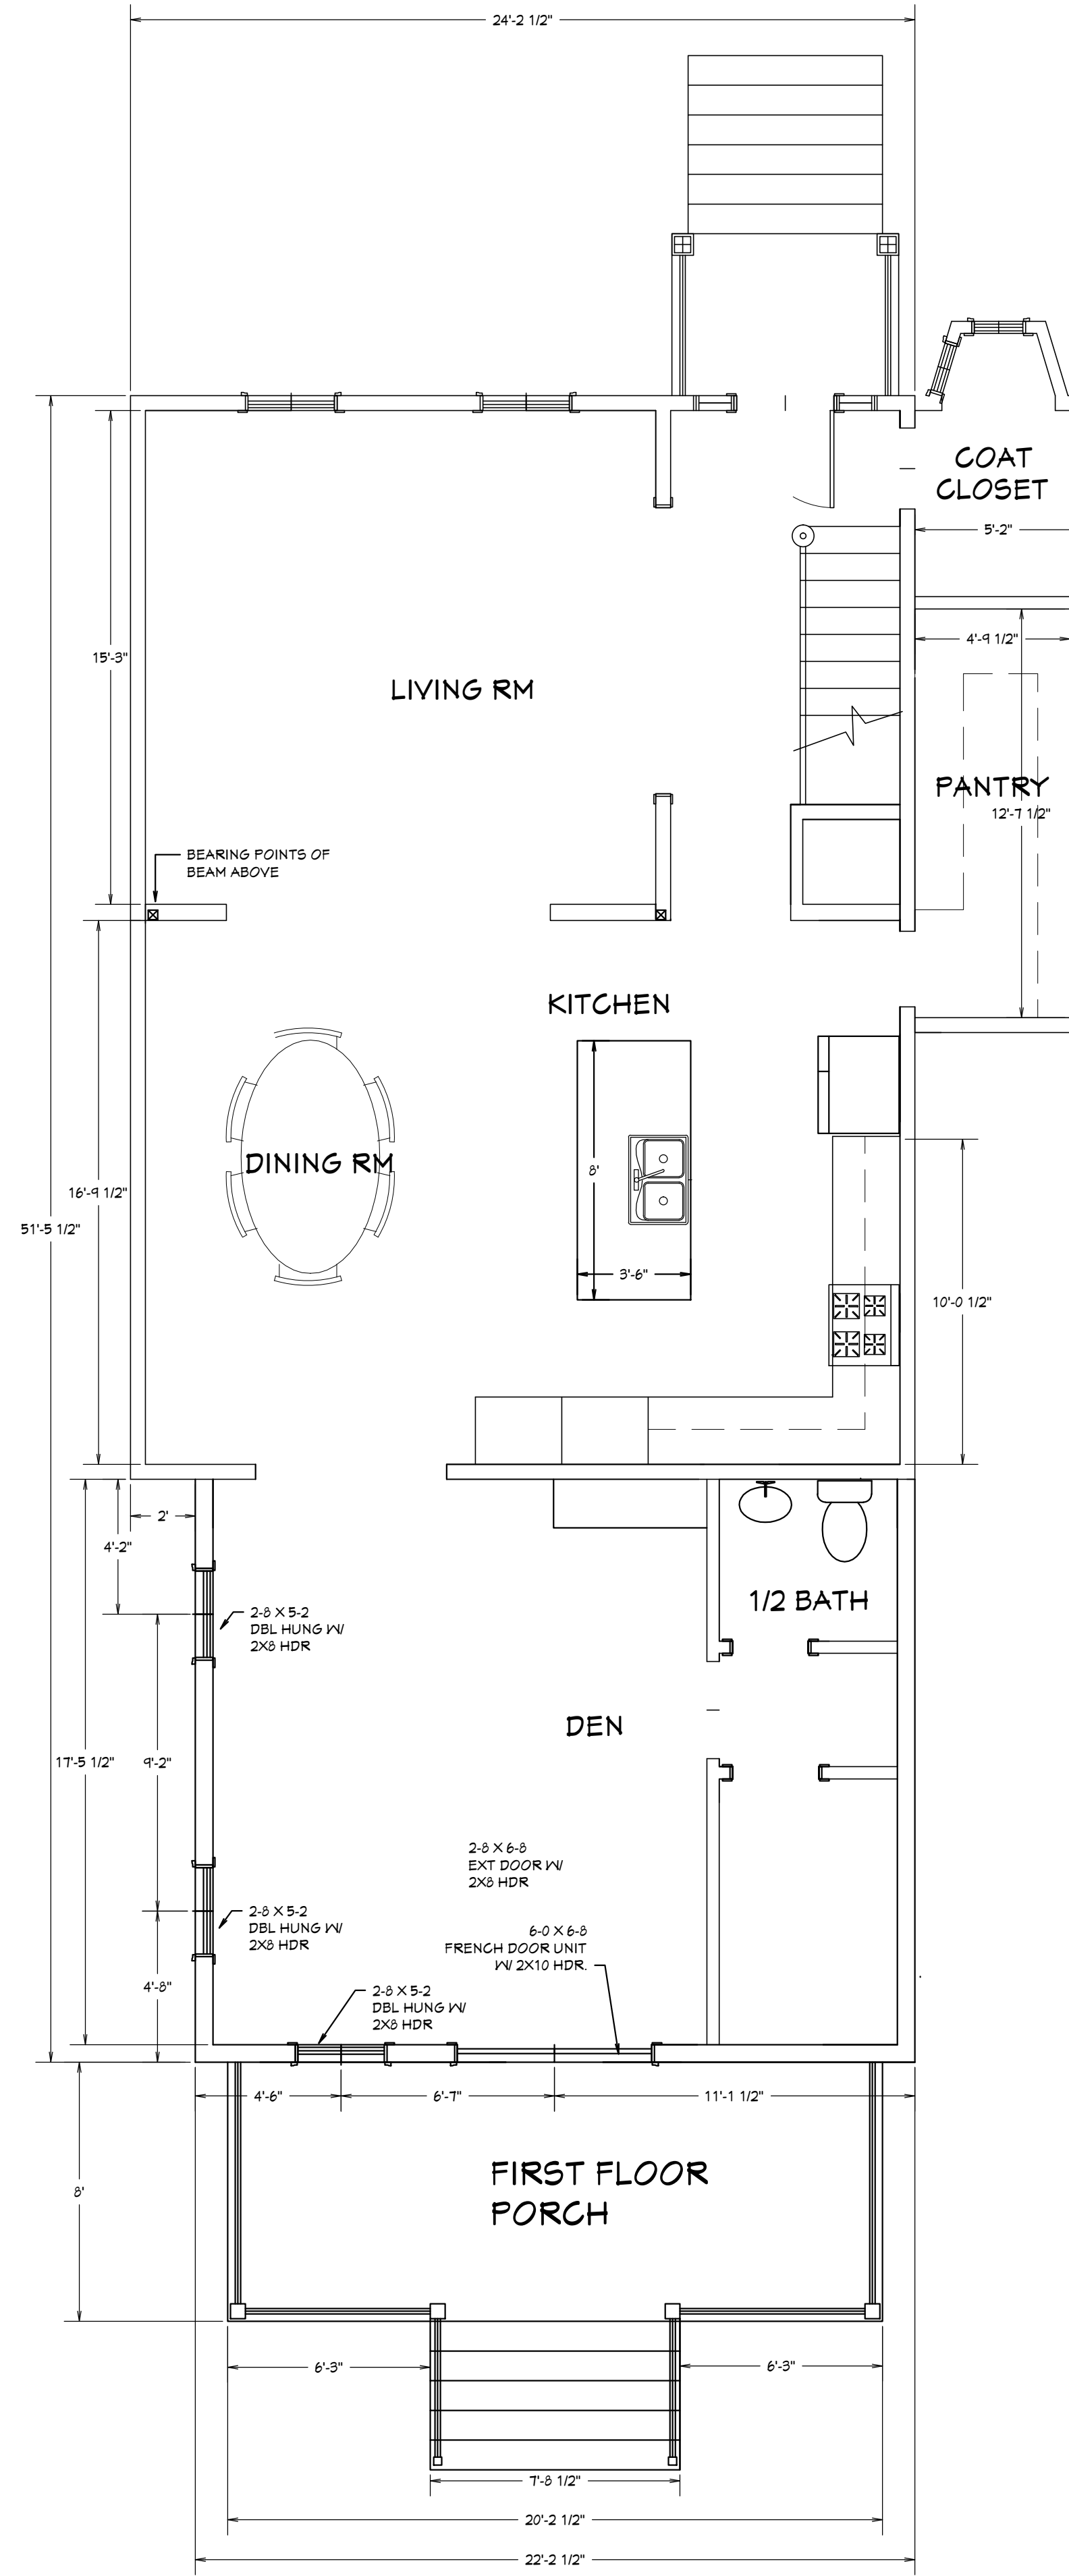 24'-2 1/2"
COAT
CLOSET
5'-2"
15'-3"
4'-9 1/2"
LIVING RM
PANTRY
12'-7 1/2"
BEARING POINTS OF
BEAM ABOVE
KITCHEN
DINING RM
8'
16'-9 1/2"
51'-5 1/2"
3'-6"
10'-0 1/2"
2'
4'-2"
1/2 BATH
2-8 X 5-2
DBL HUNG W/
2X8 HDR
DEN
17'-5 1/2"
9'-2"
2-8 X 6-8
EXT DOOR W/
2X8 HDR
2-8 X 5-2
DBL HUNG W/
2X8 HDR
6-0 X 6-8
FRENCH DOOR UNIT
W/ 2X10 HDR.
4'-8"
2-8 X 5-2
DBL HUNG W/
2X8 HDR
4'-6"
6'-7"
11'-1 1/2"
FIRST FLOOR
PORCH
8'
6'-3"
6'-3"
7'-8 1/2"
20'-2 1/2"
22'-2 1/2"